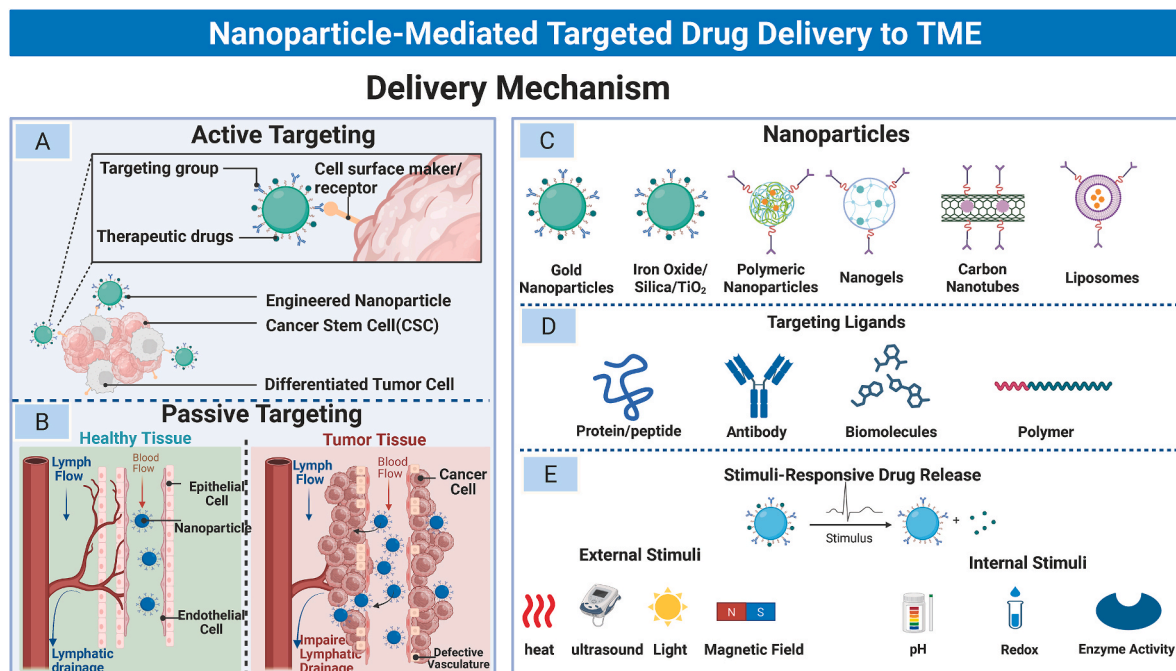 Nanoparticle-Mediated Targeted Drug Delivery to TME
Delivery Mechanism
A
Active Targeting
Targeting group
Cell surface maker/
receptor
Therapeutic drugs
Engineered Nanoparticle
Cancer Stem Cell(CSC)
Differentiated Tumor Cell
B
Passive Targeting
Healthy Tissue
Lymph
Flow
Blood
Flow
Epithelial
Cell
Nanoparticle
Endothelial
Cell
Lymphatic
drainage
Tumor Tissue
Lymph
Flow
Blood
Flow
Cancer
Cell
Impaired
Lymphatic
Drainage
Defective
Vasculature
C
Nanoparticles
Gold
Nanoparticles
Iron Oxide/
Silica/TiO₂
Polymeric
Nanoparticles
Nanogels
Carbon
Nanotubes
Liposomes
D
Targeting Ligands
Protein/peptide
Antibody
Biomolecules
Polymer
E
Stimuli-Responsive Drug Release
Stimulus
+
External Stimuli
Internal Stimuli
N S
heat
ultrasound
Light
Magnetic Field
pH
Redox
Enzyme Activity